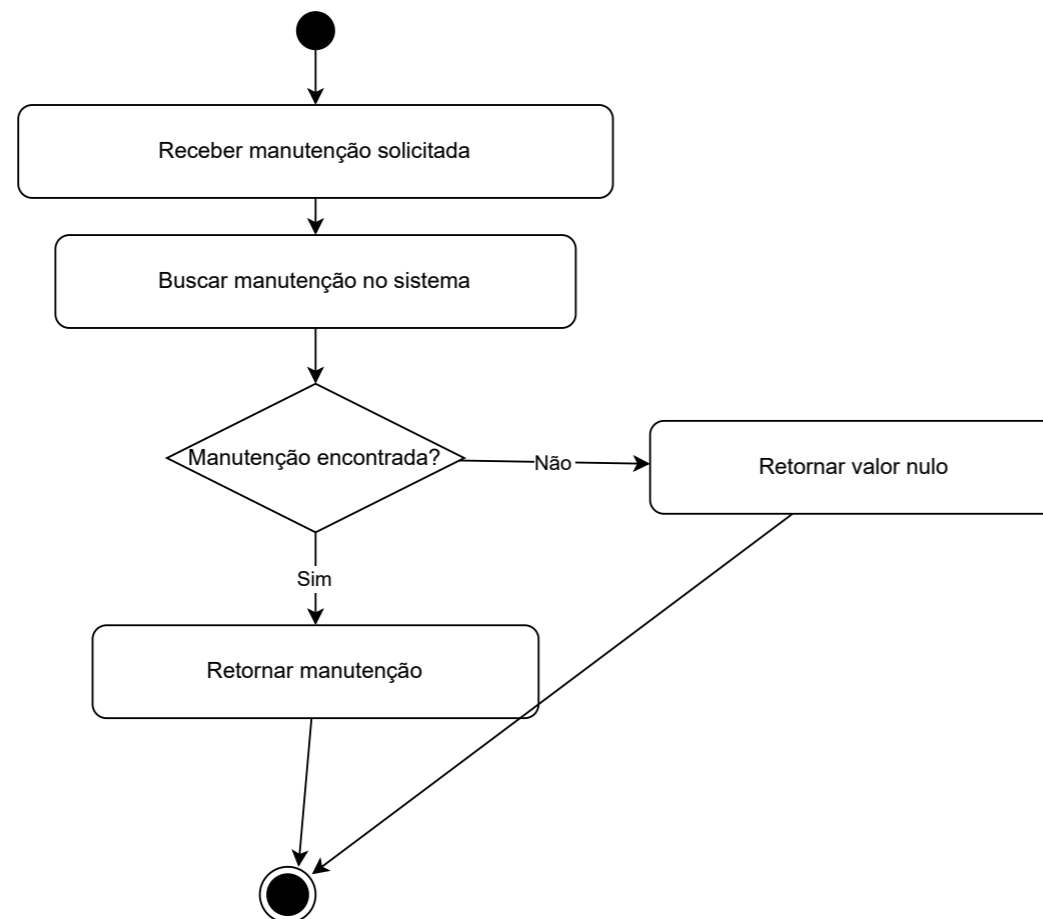 Receber manutenção solicitada
Buscar manutenção no sistema
Manutenção encontrada?
Não
Retornar valor nulo
Sim
Retornar manutenção